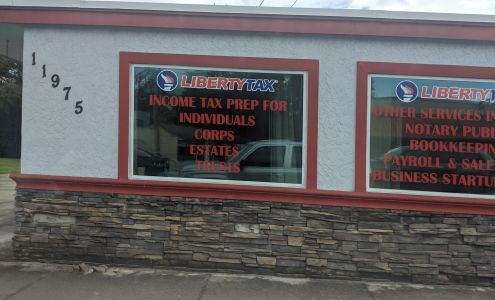 11975
LIBERTY TAX
INCOME TAX PREP FOR
INDIVIDUALS
CORPS
ESTATES
TRUSTS
LIBERTY
OTHER SERVICES
NOTARY
BOOKKEEPIN
PAYROLL & SALE
BUSINESS STARTU